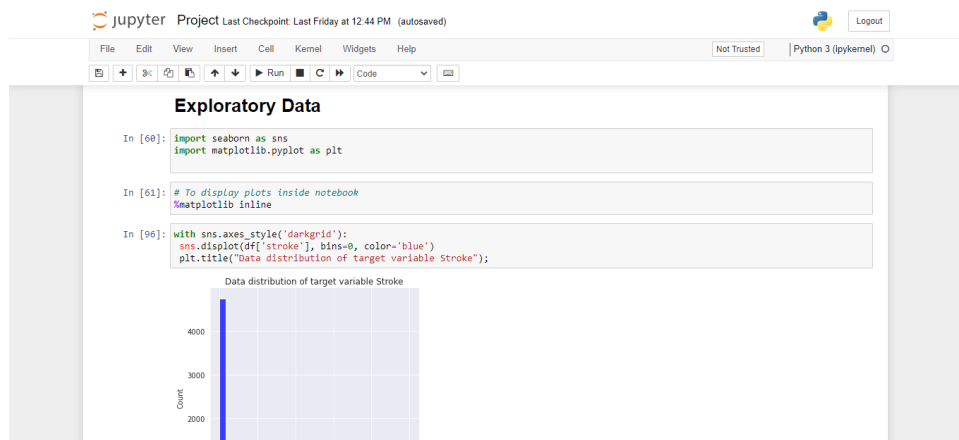 jupyter Project Last Checkpoint: Last Friday at 12:44 PM (autosaved)
Logout
File Edit View Insert Cell Kernel Widgets Help
Not Trusted
Python 3 (ipykernel)
Run
Code
Exploratory Data
In [60]: import seaborn as sns
import matplotlib.pyplot as plt
In [61]: # To display plots inside notebook
%matplotlib inline
In [96]: with sns.axes_style('darkgrid'):
sns.displot(df['stroke'], bins=0, color='blue')
plt.title("Data distribution of target variable Stroke");
Data distribution of target variable Stroke
4000
3000
Count
2000